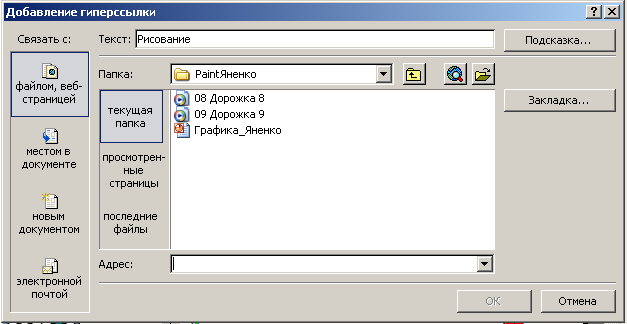 Добавление гиперссылки
Связать с:
Текст: Рисование
Подсказка...
файлом, веб-
страницей
Папка: PaintЯненко
текущая
папка
08 Дорожка 8
09 Дорожка 9
Графика_Яненко
Закладка...
местом в
документе
просмотрен-
ные
страницы
новым
документом
последние
файлы
электронной
почтой
Адрес:
ОК
Отмена